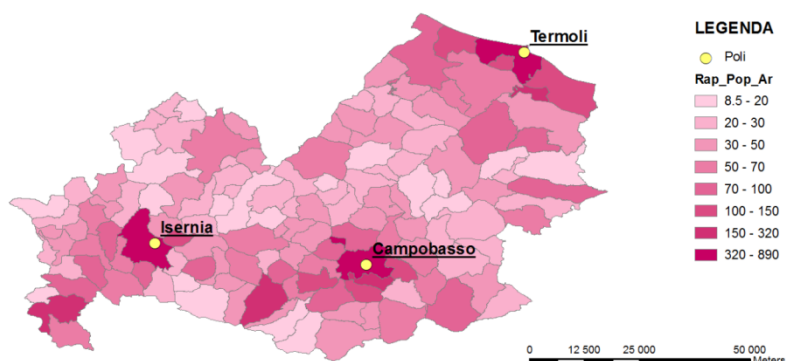 Termoli
Isernia
Campobasso
LEGENDA
Poli
Rap_Pop_Ar
8.5 - 20
20 - 30
30 - 50
50 - 70
70 - 100
100 - 150
150 - 320
320 - 890
0 12 500 25 000 50 000
Meters